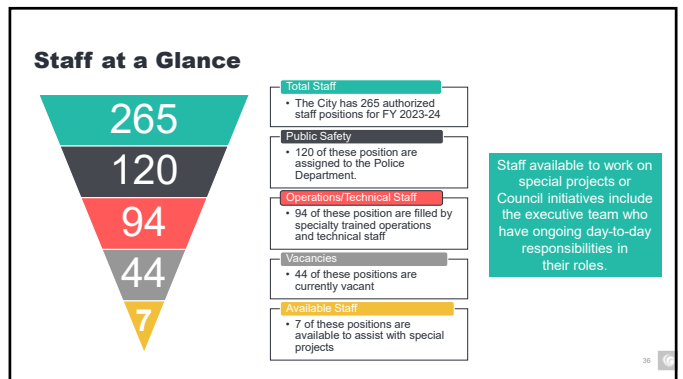 Staff at a Glance
265
120
94
44
7
Total Staff
• The City has 265 authorized
staff positions for FY 2023-24
Public Safety
• 120 of these position are
assigned to the Police
Department.
Operations/Technical Staff
• 94 of these position are filled by
specialty trained operations
and technical staff
Vacancies
• 44 of these positions are
currently vacant
Available Staff
• 7 of these positions are
available to assist with special
projects
Staff available to work on
special projects or
Council initiatives include
the executive team who
have ongoing day-to-day
responsibilities in
their roles.
36